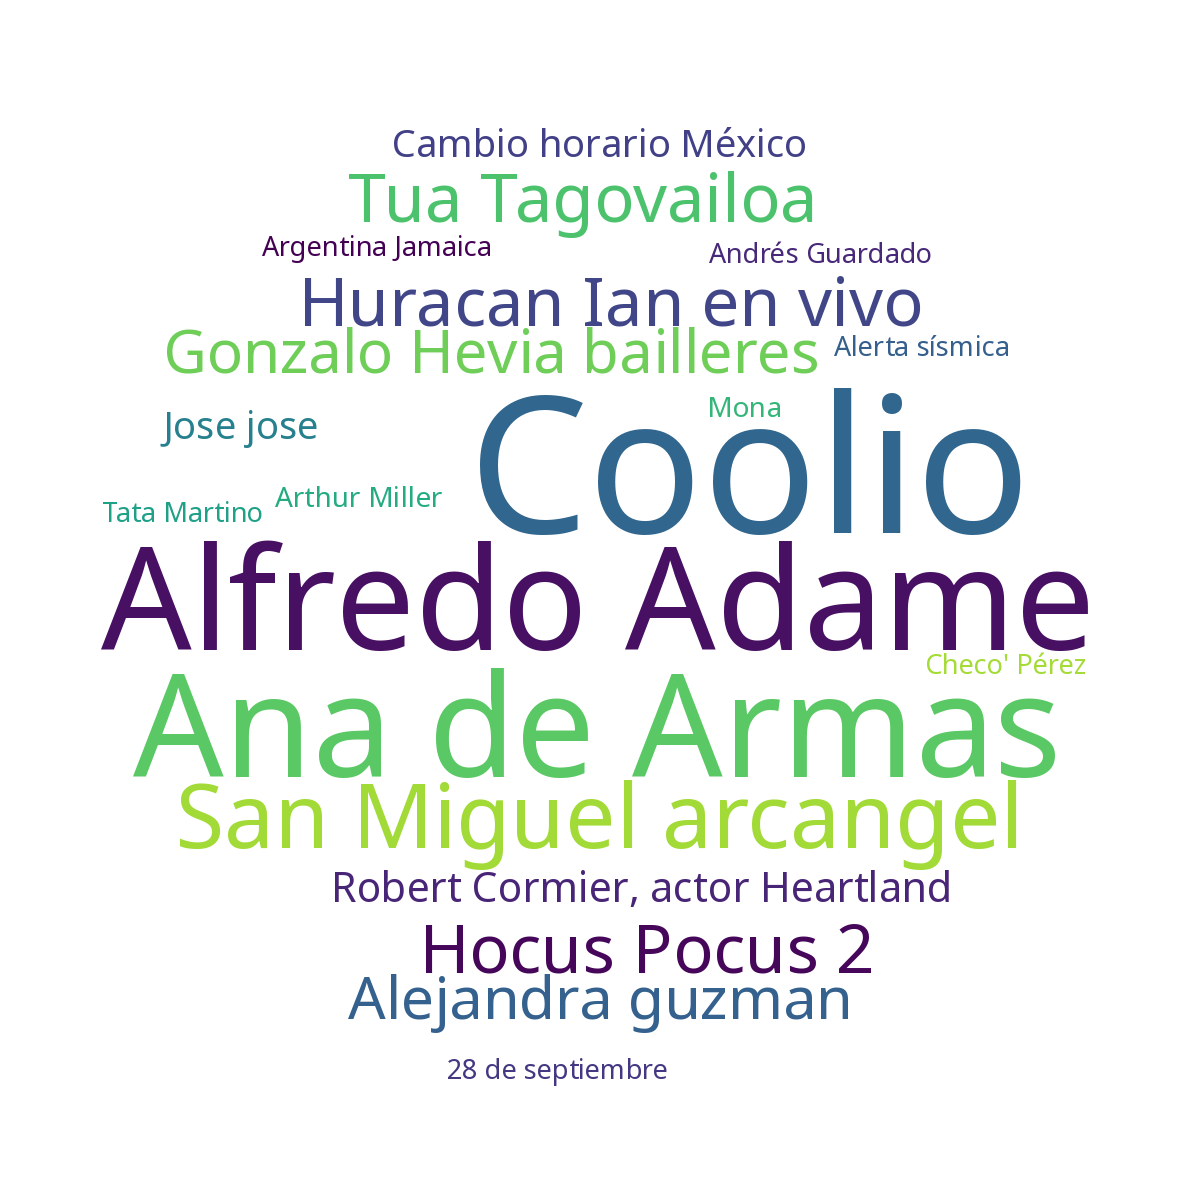 Cambio horario México
Tua Tagovailoa
Argentina Jamaica
Andrés Guardado
Huracan Ian en vivo
Gonzalo Hevia bailleres
Alerta sísmica
Mona
Jose jose
Coolio
Arthur Miller
Tata Martino
Alfredo Adame
Checo' Pérez
Ana de Armas
San Miguel arcangel
Robert Cormier, actor Heartland
Hocus Pocus 2
Alejandra guzman
28 de septiembre